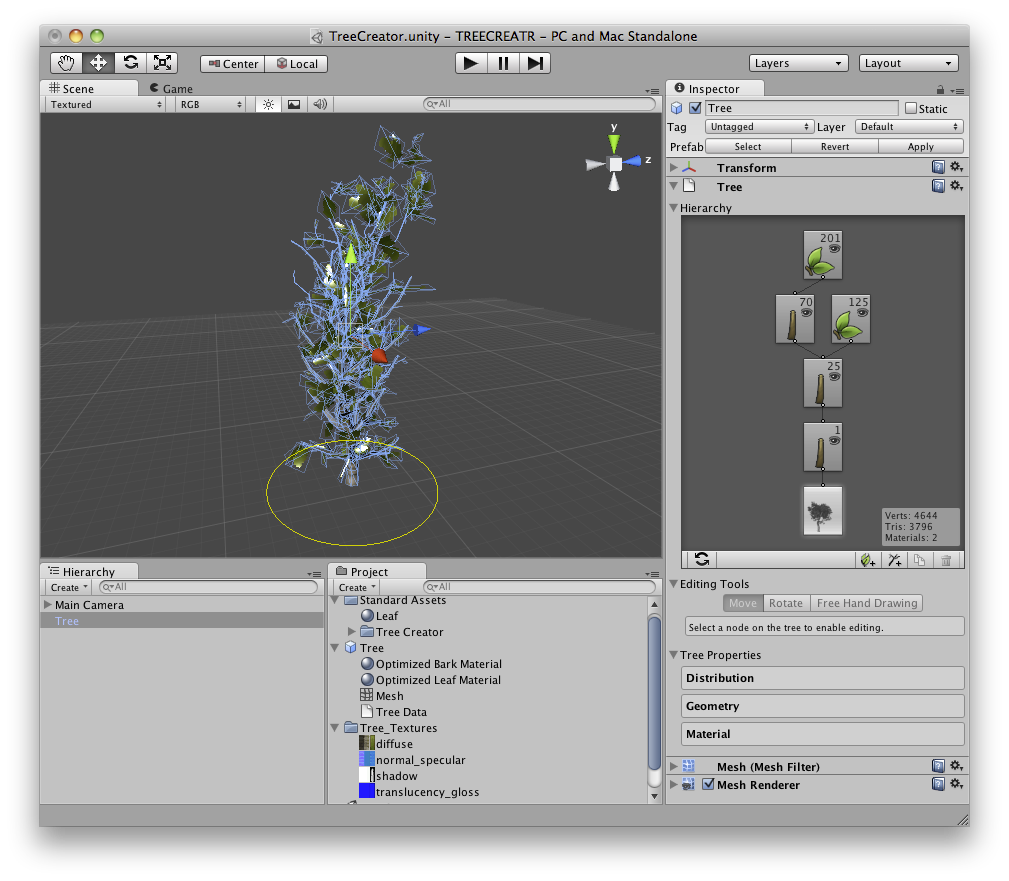 TreeCreator.unity - TREECREATR - PC and Mac Standalone
Center Local
Layers Layout
Scene Game
Textured RGB All
y
z
Inspector
Tree Static
Tag Untagged Layer Default
Prefab Select Revert Apply
Transform
Tree
Hierarchy
201
70 125
25
1
Verts: 4644
Tris: 3796
Materials: 2
Editing Tools
Move Rotate Free Hand Drawing
Select a node on the tree to enable editing.
Tree Properties
Distribution
Geometry
Material
Mesh (Mesh Filter)
Mesh Renderer
Hierarchy
Create All
Main Camera
Tree
Project
Create All
Standard Assets
Leaf
Tree Creator
Tree
Optimized Bark Material
Optimized Leaf Material
Mesh
Tree Data
Tree_Textures
diffuse
normal_specular
shadow
translucency_gloss